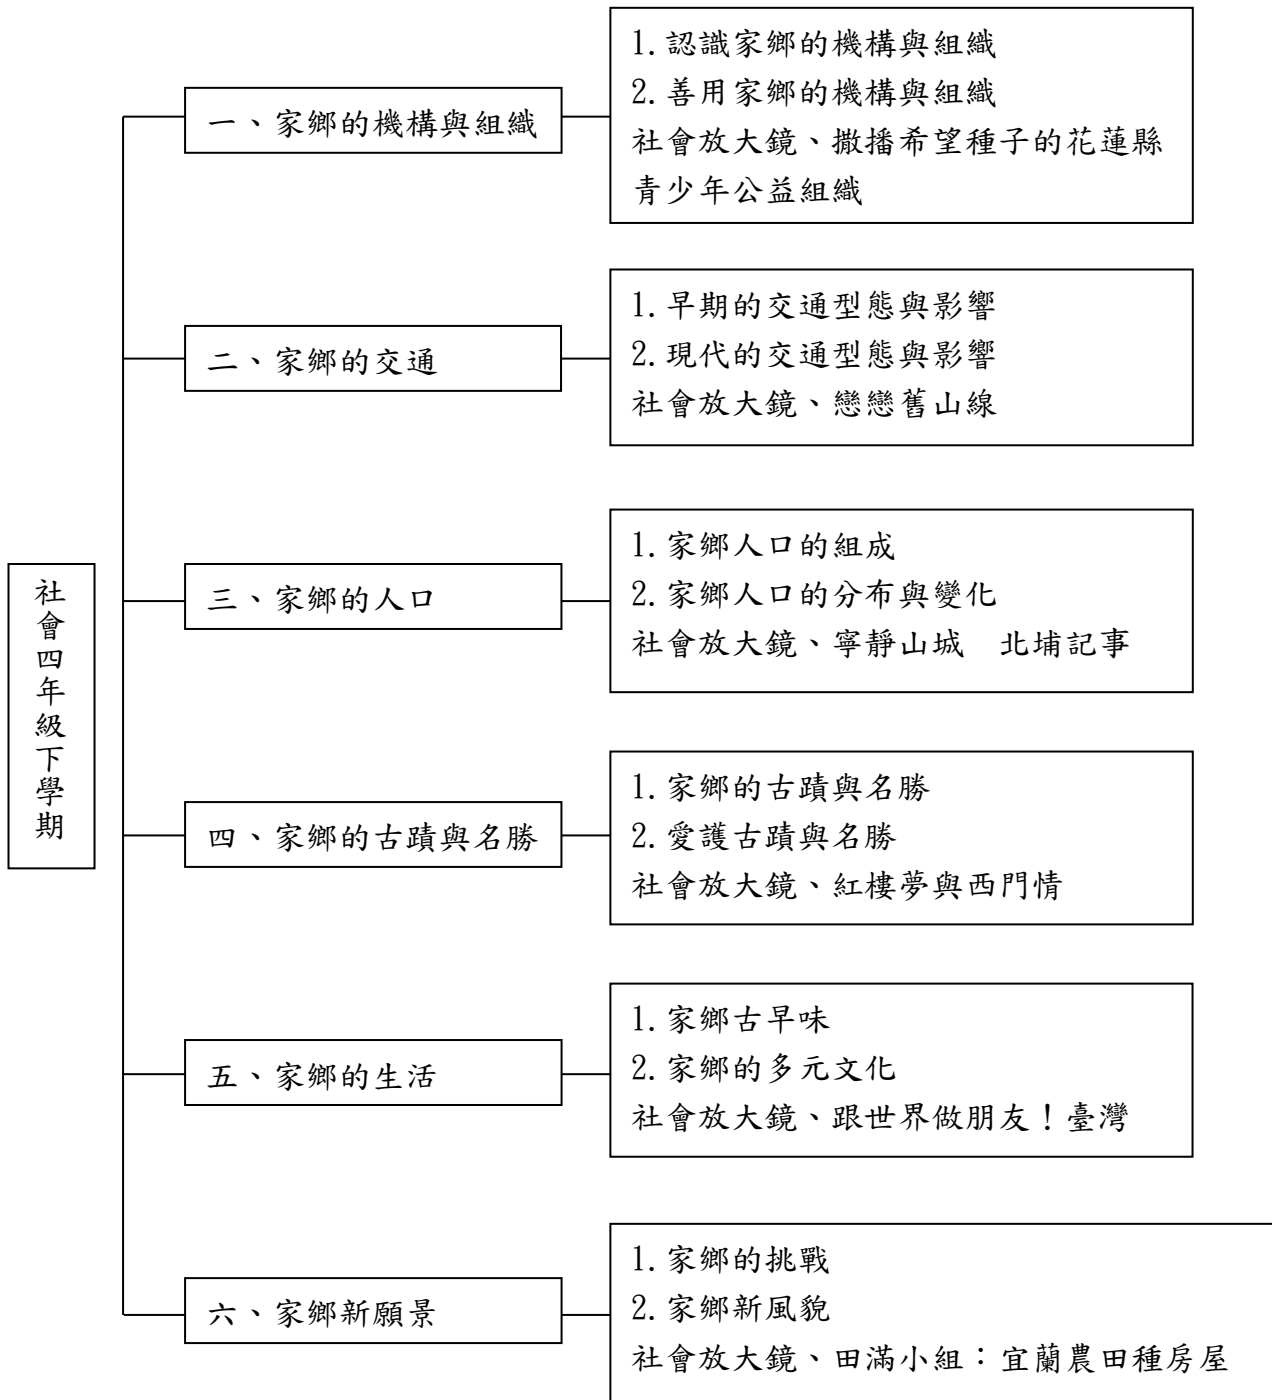 社會四年級下學期
一、家鄉的機構與組織
1.認識家鄉的機構與組織
2.善用家鄉的機構與組織
社會放大鏡、撒播希望種子的花蓮縣
青少年公益組織
二、家鄉的交通
1.早期的交通型態與影響
2.現代的交通型態與影響
社會放大鏡、戀戀舊山線
三、家鄉的人口
1.家鄉人口的組成
2.家鄉人口的分布與變化
社會放大鏡、寧靜山城　北埔記事
四、家鄉的古蹟與名勝
1.家鄉的古蹟與名勝
2.愛護古蹟與名勝
社會放大鏡、紅樓夢與西門情
五、家鄉的生活
1.家鄉古早味
2.家鄉的多元文化
社會放大鏡、跟世界做朋友！臺灣
六、家鄉新願景
1.家鄉的挑戰
2.家鄉新風貌
社會放大鏡、田滿小組：宜蘭農田種房屋